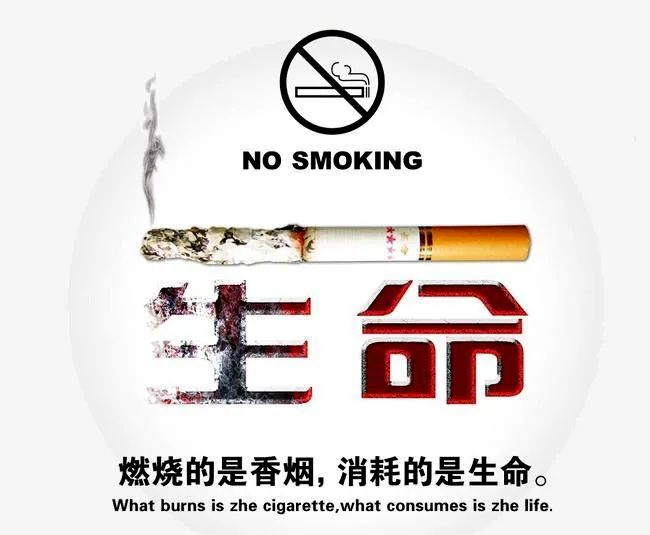 NO SMOKING
生命
燃烧的是香烟，消耗的是生命。
What burns is zhe cigarette,what consumes is zhe life.